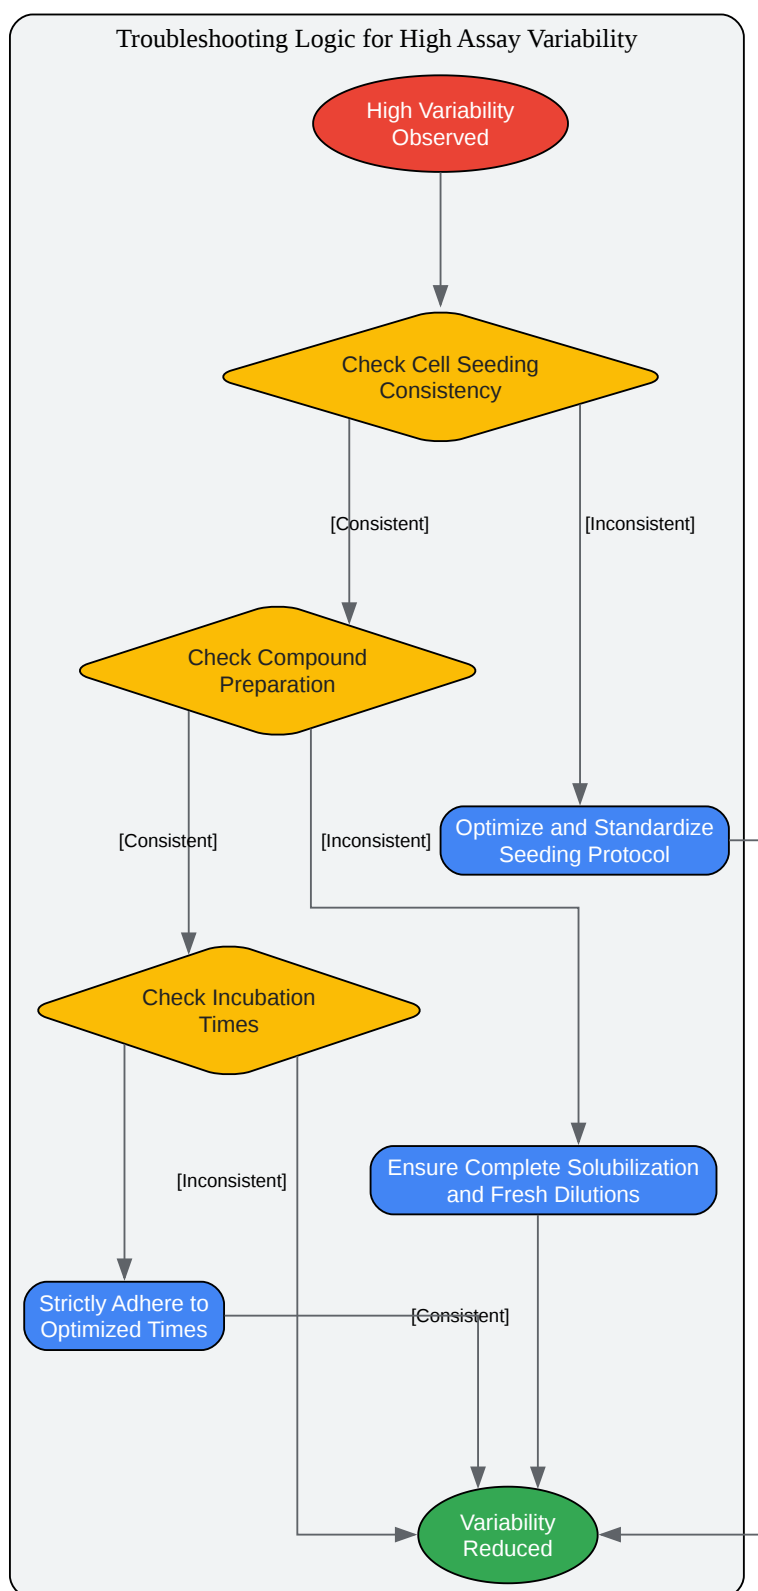 Troubleshooting Logic for High Assay Variability
High Variability
Observed
Check Cell Seeding
Consistency
[Consistent]
[Inconsistent]
Check Compound
Preparation
Optimize and Standardize
Seeding Protocol
[Consistent]
[Inconsistent]
Check Incubation
Times
Ensure Complete Solubilization
and Fresh Dilutions
[Inconsistent]
Strictly Adhere to
Optimized Times
[Consistent]
Variability
Reduced